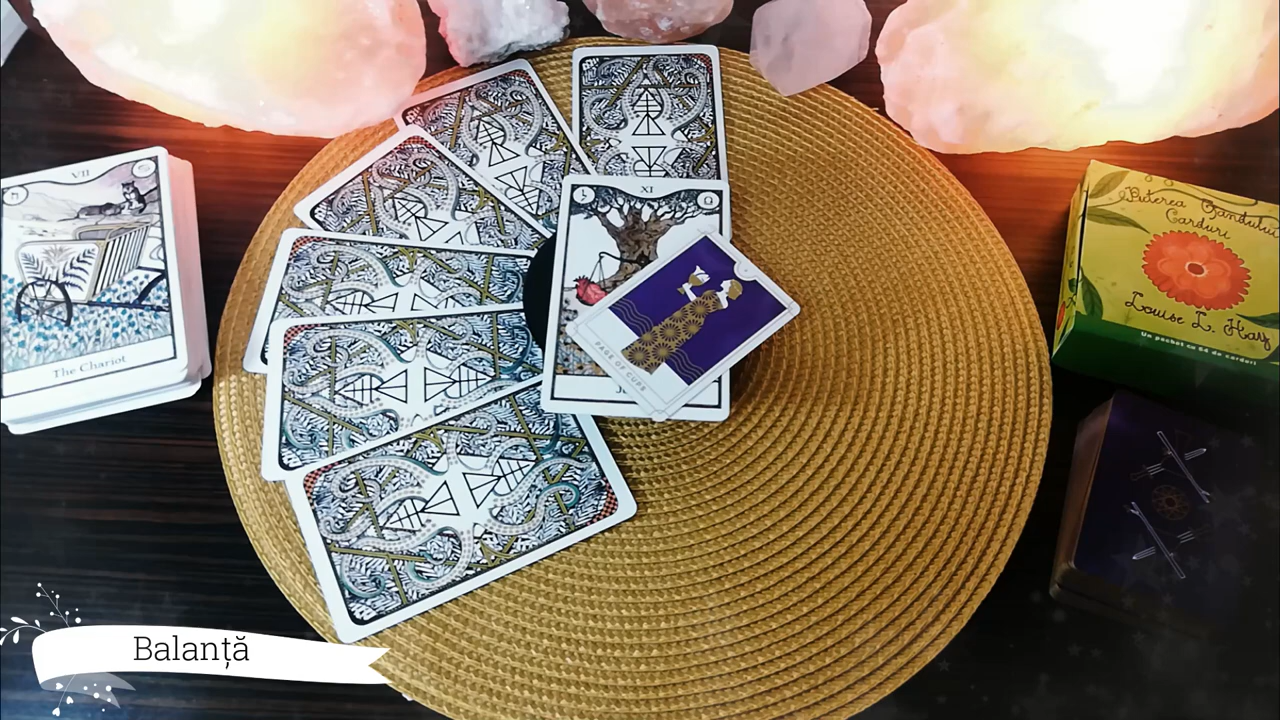 VII
The Chariot
XI
PAGE OF CUPS
Puterea Gândului
Carduri
Louise L. Hay
Un pachet cu 64 de carduri
Balanță